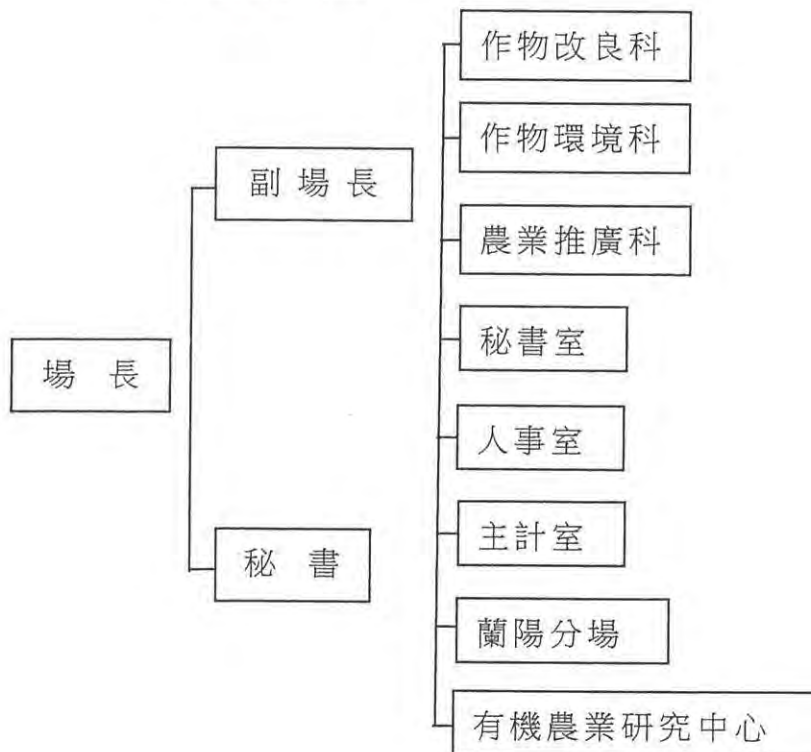 場 長
副 場 長
秘 書
作物改良科
作物環境科
農業推廣科
秘書室
人事室
主計室
蘭陽分場
有機農業研究中心